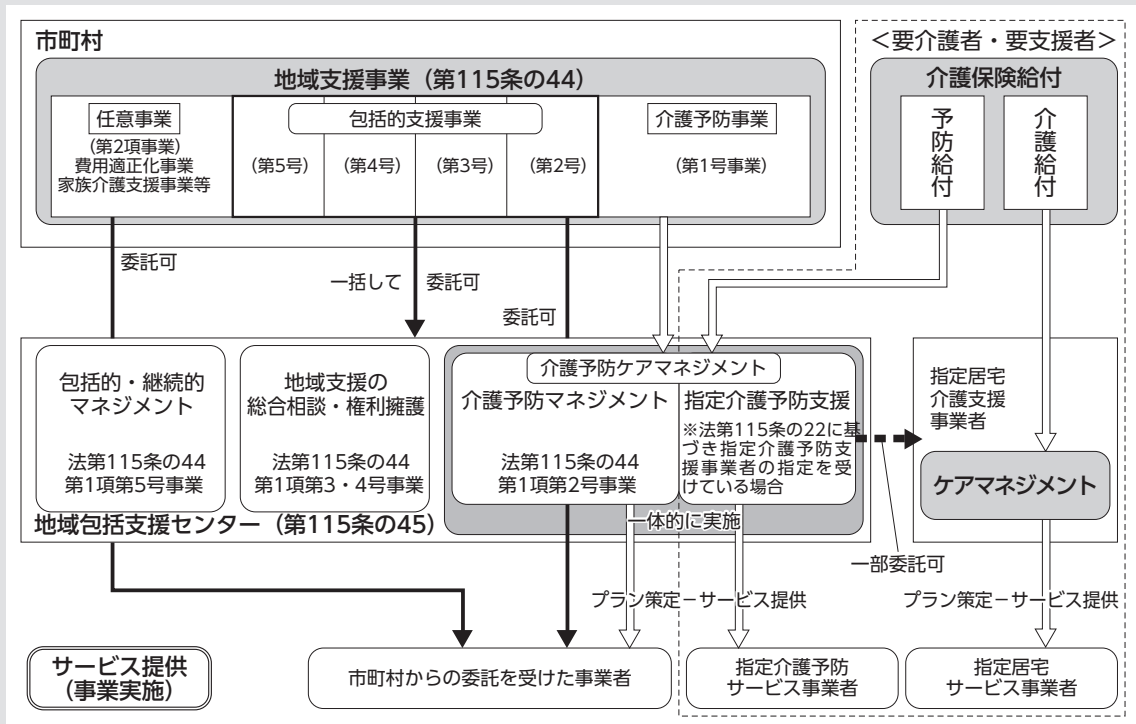 市町村
地域支援事業（第115条の44）
任意事業
(第2項事業)
費用適正化事業
家族介護支援事業等
包括的支援事業
(第5号)
(第4号)
(第3号)
(第2号)
介護予防事業
(第1号事業)
＜要介護者・要支援者＞
介護保険給付
予防給付
介護給付
委託可
一括して
委託可
委託可
包括的・継続的
マネジメント
法第115条の44
第1項第5号事業
地域支援の
総合相談・権利擁護
法第115条の44
第1項第3・4号事業
介護予防ケアマネジメント
介護予防マネジメント
法第115条の44
第1項第2号事業
指定介護予防支援
※法第115条の22に基
づき指定介護予防支
援事業者の指定を受
けている場合
指定居宅
介護支援
事業者
ケアマネジメント
地域包括支援センター（第115条の45）
一体的に実施
一部委託可
プラン策定－サービス提供
プラン策定－サービス提供
サービス提供
（事業実施）
市町村からの委託を受けた事業者
指定介護予防
サービス事業者
指定居宅
サービス事業者